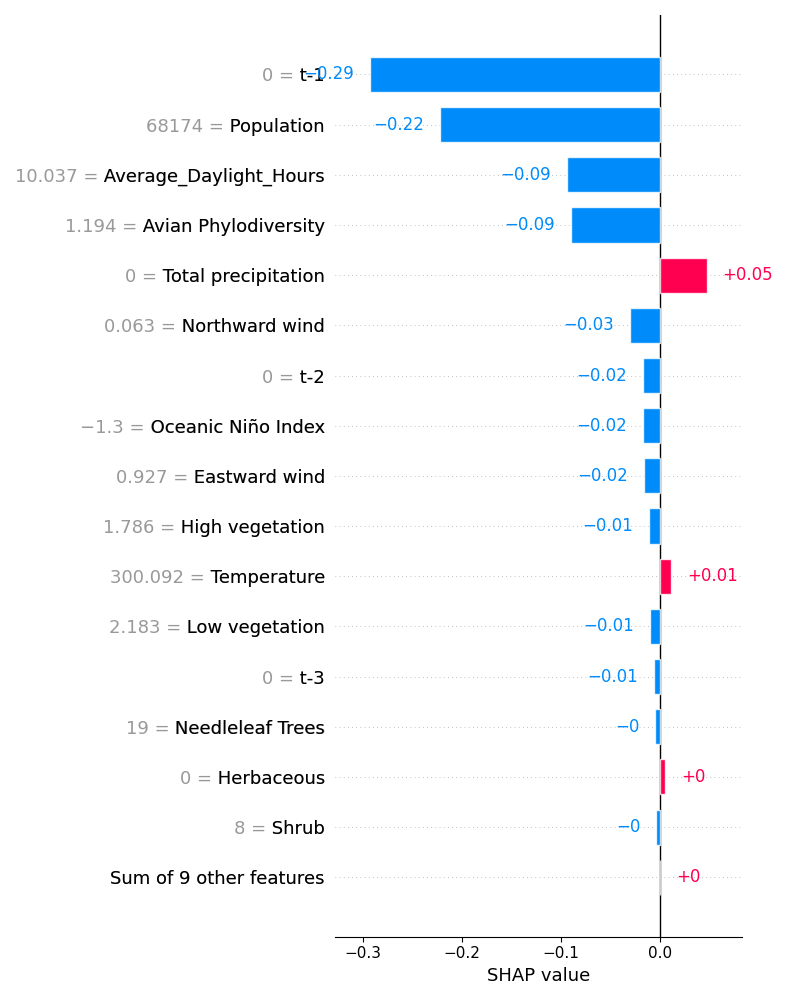 0 = t-1 −0.29
68174 = Population −0.22
10.037 = Average_Daylight_Hours −0.09
1.194 = Avian Phylodiversity −0.09
0 = Total precipitation +0.05
0.063 = Northward wind −0.03
0 = t-2 −0.02
−1.3 = Oceanic Niño Index −0.02
0.927 = Eastward wind −0.02
1.786 = High vegetation −0.01
300.092 = Temperature +0.01
2.183 = Low vegetation −0.01
0 = t-3 −0.01
19 = Needleleaf Trees −0
0 = Herbaceous +0
8 = Shrub −0
Sum of 9 other features +0
−0.3 −0.2 −0.1 0.0
SHAP value